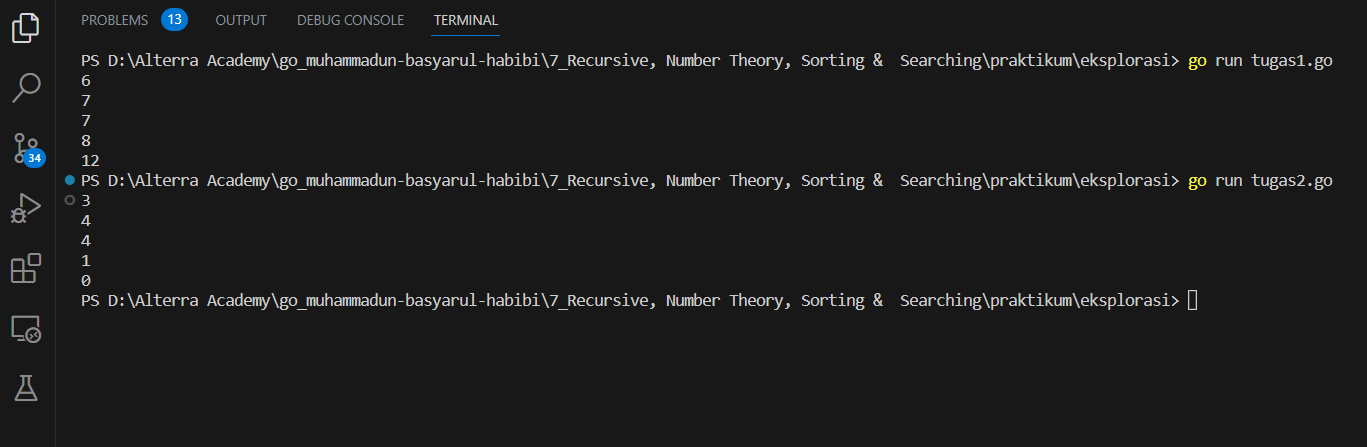 PROBLEMS 13 OUTPUT DEBUG CONSOLE TERMINAL
PS D:\Alterra Academy\go_muhammadun-basyarul-habibi\7_Recursive, Number Theory, Sorting &  Searching\praktikum\eksplorasi> go run tugas1.go
6
7
7
8
12
PS D:\Alterra Academy\go_muhammadun-basyarul-habibi\7_Recursive, Number Theory, Sorting &  Searching\praktikum\eksplorasi> go run tugas2.go
3
4
4
1
0
PS D:\Alterra Academy\go_muhammadun-basyarul-habibi\7_Recursive, Number Theory, Sorting &  Searching\praktikum\eksplorasi>
34